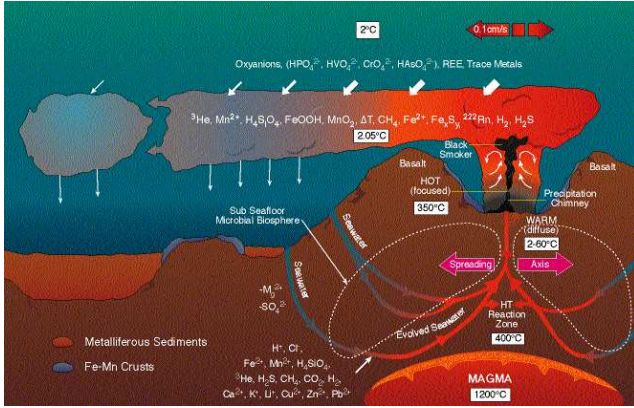 2°C
0.1cm/s
Oxyanions, (HPO₄²⁻, HVO₄²⁻, CrO₄²⁻, HAsO₄²⁻), REE, Trace Metals
³He, Mn²⁺, H₄SᵢO₄, FeOOH, MnO₂, ΔT, CH₄, Fe²⁺, FeₓSᵧ, ²²²Rn, H₂, H₂S
2.05°C
Black
Smoker
Basalt
Basalt
HOT
(focused)
350°C
Precipitation
Chimney
WARM
(diffuse)
2-60°C
Sub Seafloor
Microbial Biosphere
Seawater
Seawater
Spreading
Axis
-SO₄²⁻
Evolved Seawater
HT
Reaction
Zone
400°C
Metalliferous Sediments
Fe-Mn Crusts
H⁺, Cl⁻,
Fe²⁺, Mn²⁺, H₄SiO₄,
³He, H₂S, CH₄, CO₂, H₂,
Ca²⁺, K⁺, Li⁺, Cu²⁺, Zn²⁺, Pb²⁺
MAGMA
1200°C